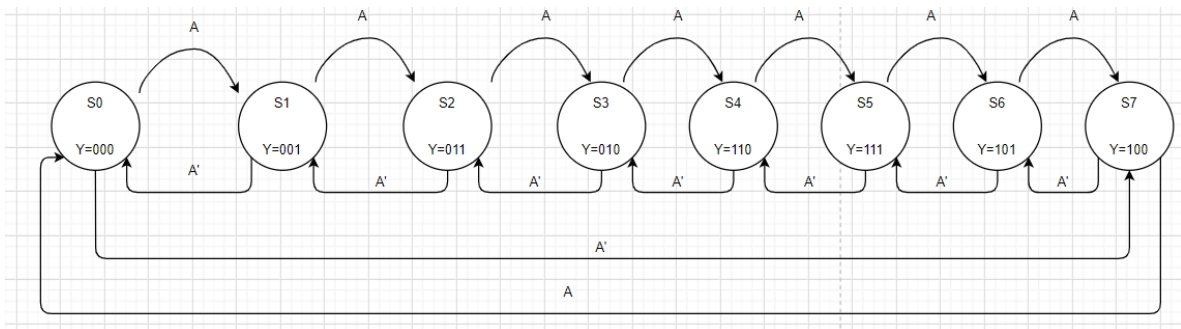 A A A A A A A
S0 S1 S2 S3 S4 S5 S6 S7
Y=000 Y=001 Y=011 Y=010 Y=110 Y=111 Y=101 Y=100
A' A' A' A' A' A' A'
A'
A